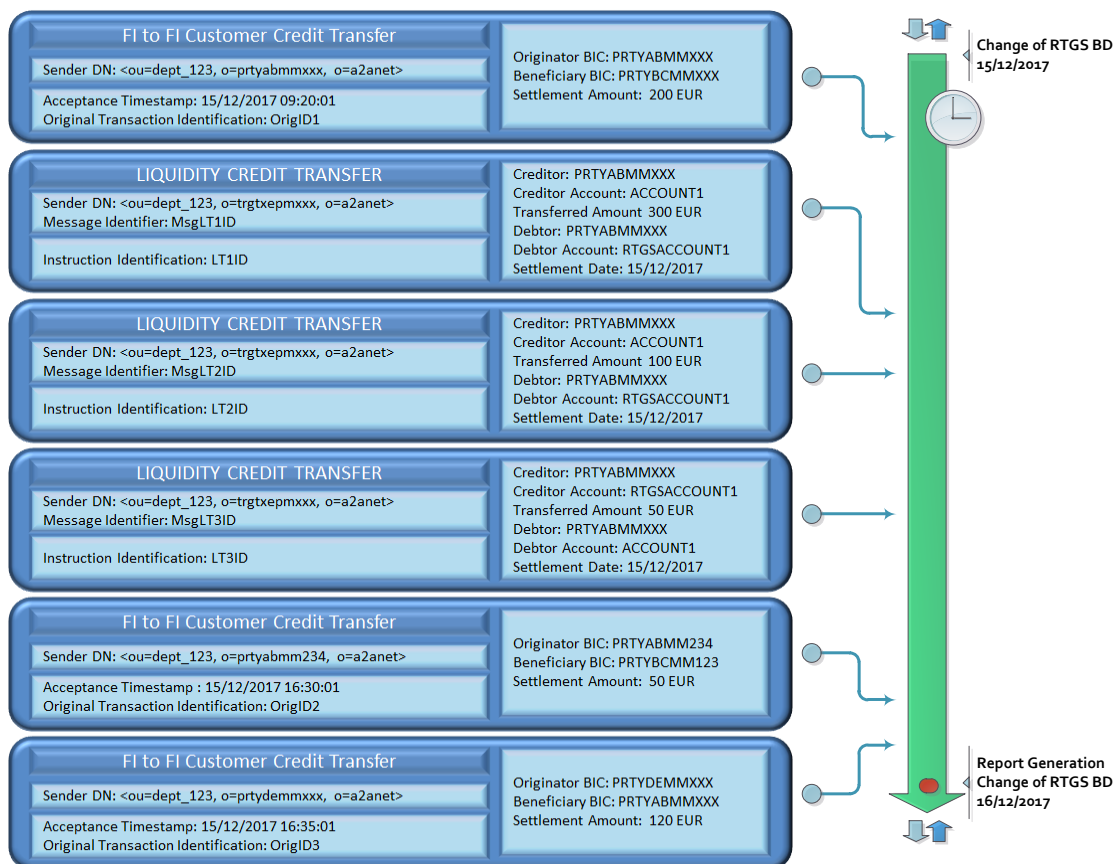 FI to FI Customer Credit Transfer
Sender DN: <ou=dept_123, o=prtyabmmxxx, o=a2anet>
Acceptance Timestamp: 15/12/2017 09:20:01
Original Transaction Identification: OrigID1
Originator BIC: PRTYABMMXXX
Beneficiary BIC: PRTYBCMMXXX
Settlement Amount: 200 EUR
Change of RTGS BD
15/12/2017
LIQUIDITY CREDIT TRANSFER
Sender DN: <ou=dept_123, o=trgtxepmxxx, o=a2anet>
Message Identifier: MsgLT1ID
Instruction Identification: LT1ID
Creditor: PRTYABMMXXX
Creditor Account: ACCOUNT1
Transferred Amount 300 EUR
Debtor: PRTYABMMXXX
Debtor Account: RTGSACCOUNT1
Settlement Date: 15/12/2017
LIQUIDITY CREDIT TRANSFER
Sender DN: <ou=dept_123, o=trgtxepmxxx, o=a2anet>
Message Identifier: MsgLT2ID
Instruction Identification: LT2ID
Creditor: PRTYABMMXXX
Creditor Account: ACCOUNT1
Transferred Amount 100 EUR
Debtor: PRTYABMMXXX
Debtor Account: RTGSACCOUNT1
Settlement Date: 15/12/2017
LIQUIDITY CREDIT TRANSFER
Sender DN: <ou=dept_123, o=trgtxepmxxx, o=a2anet>
Message Identifier: MsgLT3ID
Instruction Identification: LT3ID
Creditor: PRTYABMMXXX
Creditor Account: RTGSACCOUNT1
Transferred Amount 50 EUR
Debtor: PRTYABMMXXX
Debtor Account: ACCOUNT1
Settlement Date: 15/12/2017
FI to FI Customer Credit Transfer
Sender DN: <ou=dept_123, o=prtyabmm234, o=a2anet>
Acceptance Timestamp : 15/12/2017 16:30:01
Original Transaction Identification: OrigID2
Originator BIC: PRTYABMM234
Beneficiary BIC: PRTYBCMM123
Settlement Amount: 50 EUR
FI to FI Customer Credit Transfer
Sender DN: <ou=dept_123, o=prtydemmxxx, o=a2anet>
Acceptance Timestamp: 15/12/2017 16:35:01
Original Transaction Identification: OrigID3
Originator BIC: PRTYDEMMXXX
Beneficiary BIC: PRTYABMMXXX
Settlement Amount: 120 EUR
Report Generation
Change of RTGS BD
16/12/2017